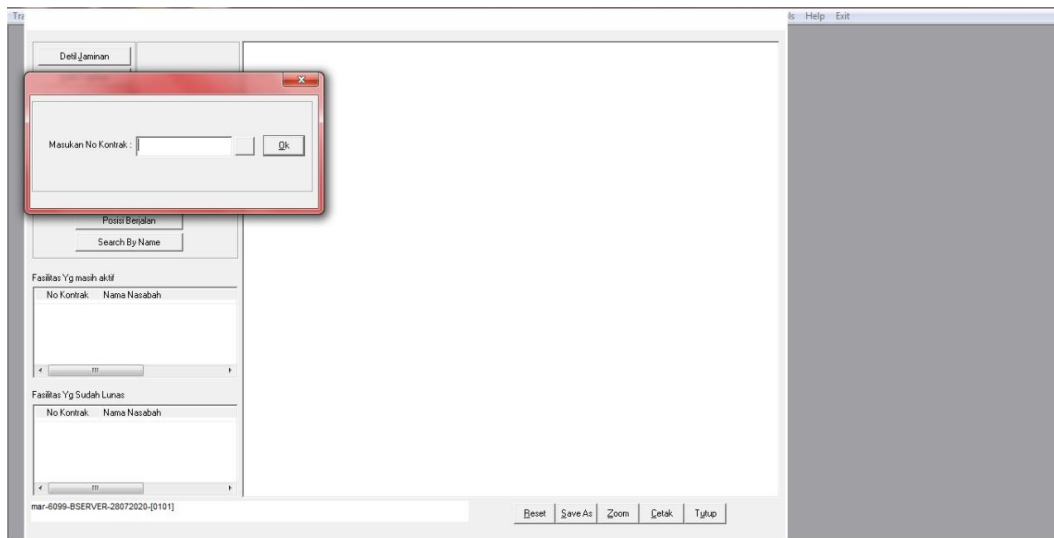 Help Exit
Detil Jaminan
Masukan No Kontrak :
Ok
Posisi Berjalan
Search By Name
Fasilitas Yg masih aktif
No Kontrak Nama Nasabah
Fasilitas Yg Sudah Lunas
No Kontrak Nama Nasabah
mar-6099-BSERVER-28072020-[0101]
Reset Save As Zoom Cetak Tutup